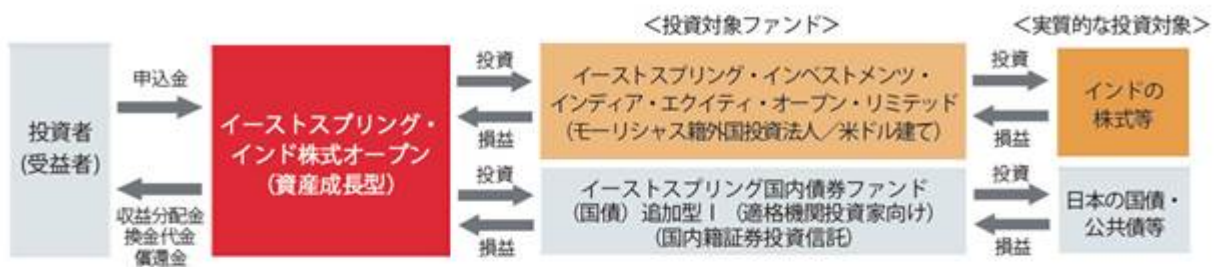 <投資対象ファンド>
<実質的な投資対象>
投資者
(受益者)
申込金
収益分配金
換金代金
償還金
イーストスプリング・
インド株式オープン
(資産成長型)
投資
損益
投資
損益
イーストスプリング・インベストメンツ・
インディア・エクイティ・オープン・リミテッド
(モーリシャス籍外国投資法人／米ドル建て)
イーストスプリング国内債券ファンド
(国債)追加型Ⅰ(適格機関投資家向け)
(国内籍証券投資信託)
投資
損益
投資
損益
インドの
株式等
日本の国債・
公共債等